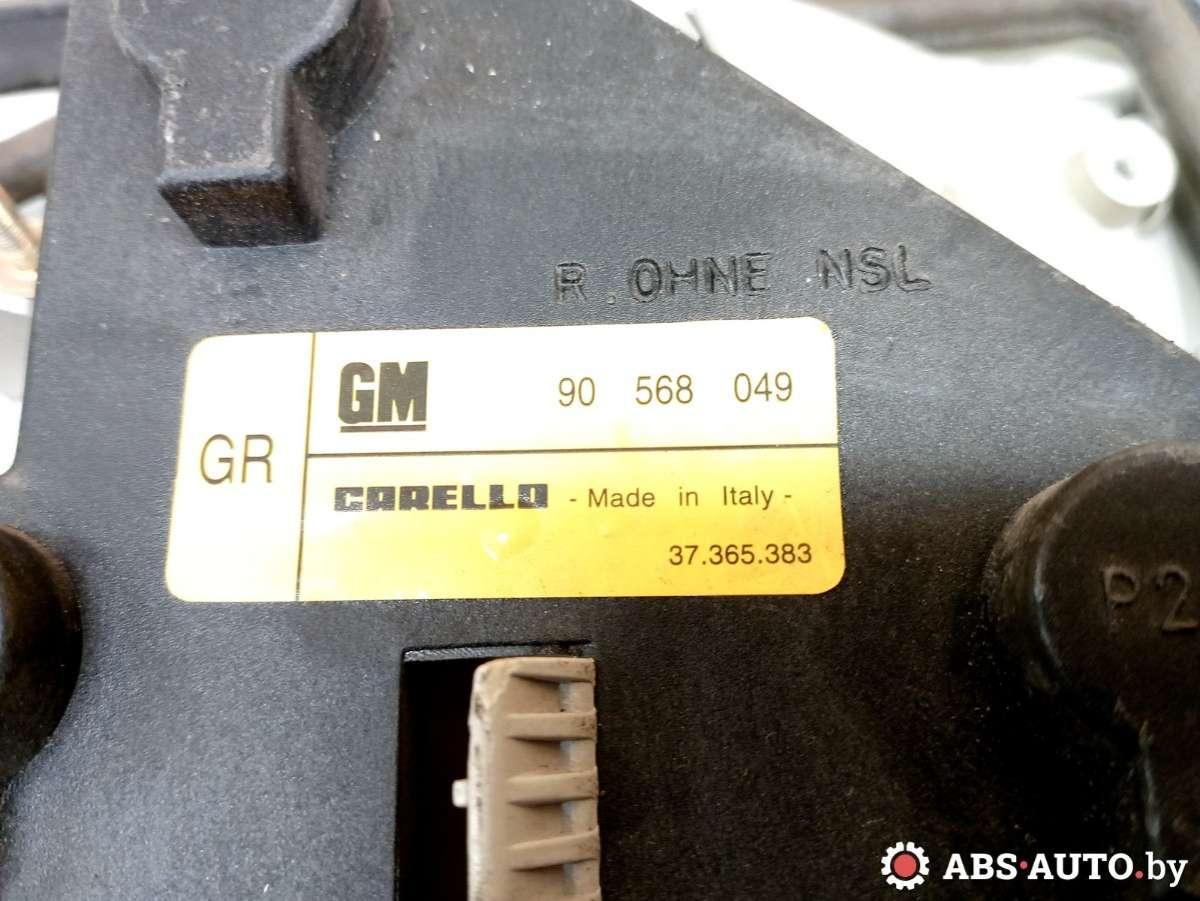 R. OHNE NSL
GR
GM 90 568 049
CARELLO - Made in Italy -
37.365.383
P2
ABS·AUTO.by